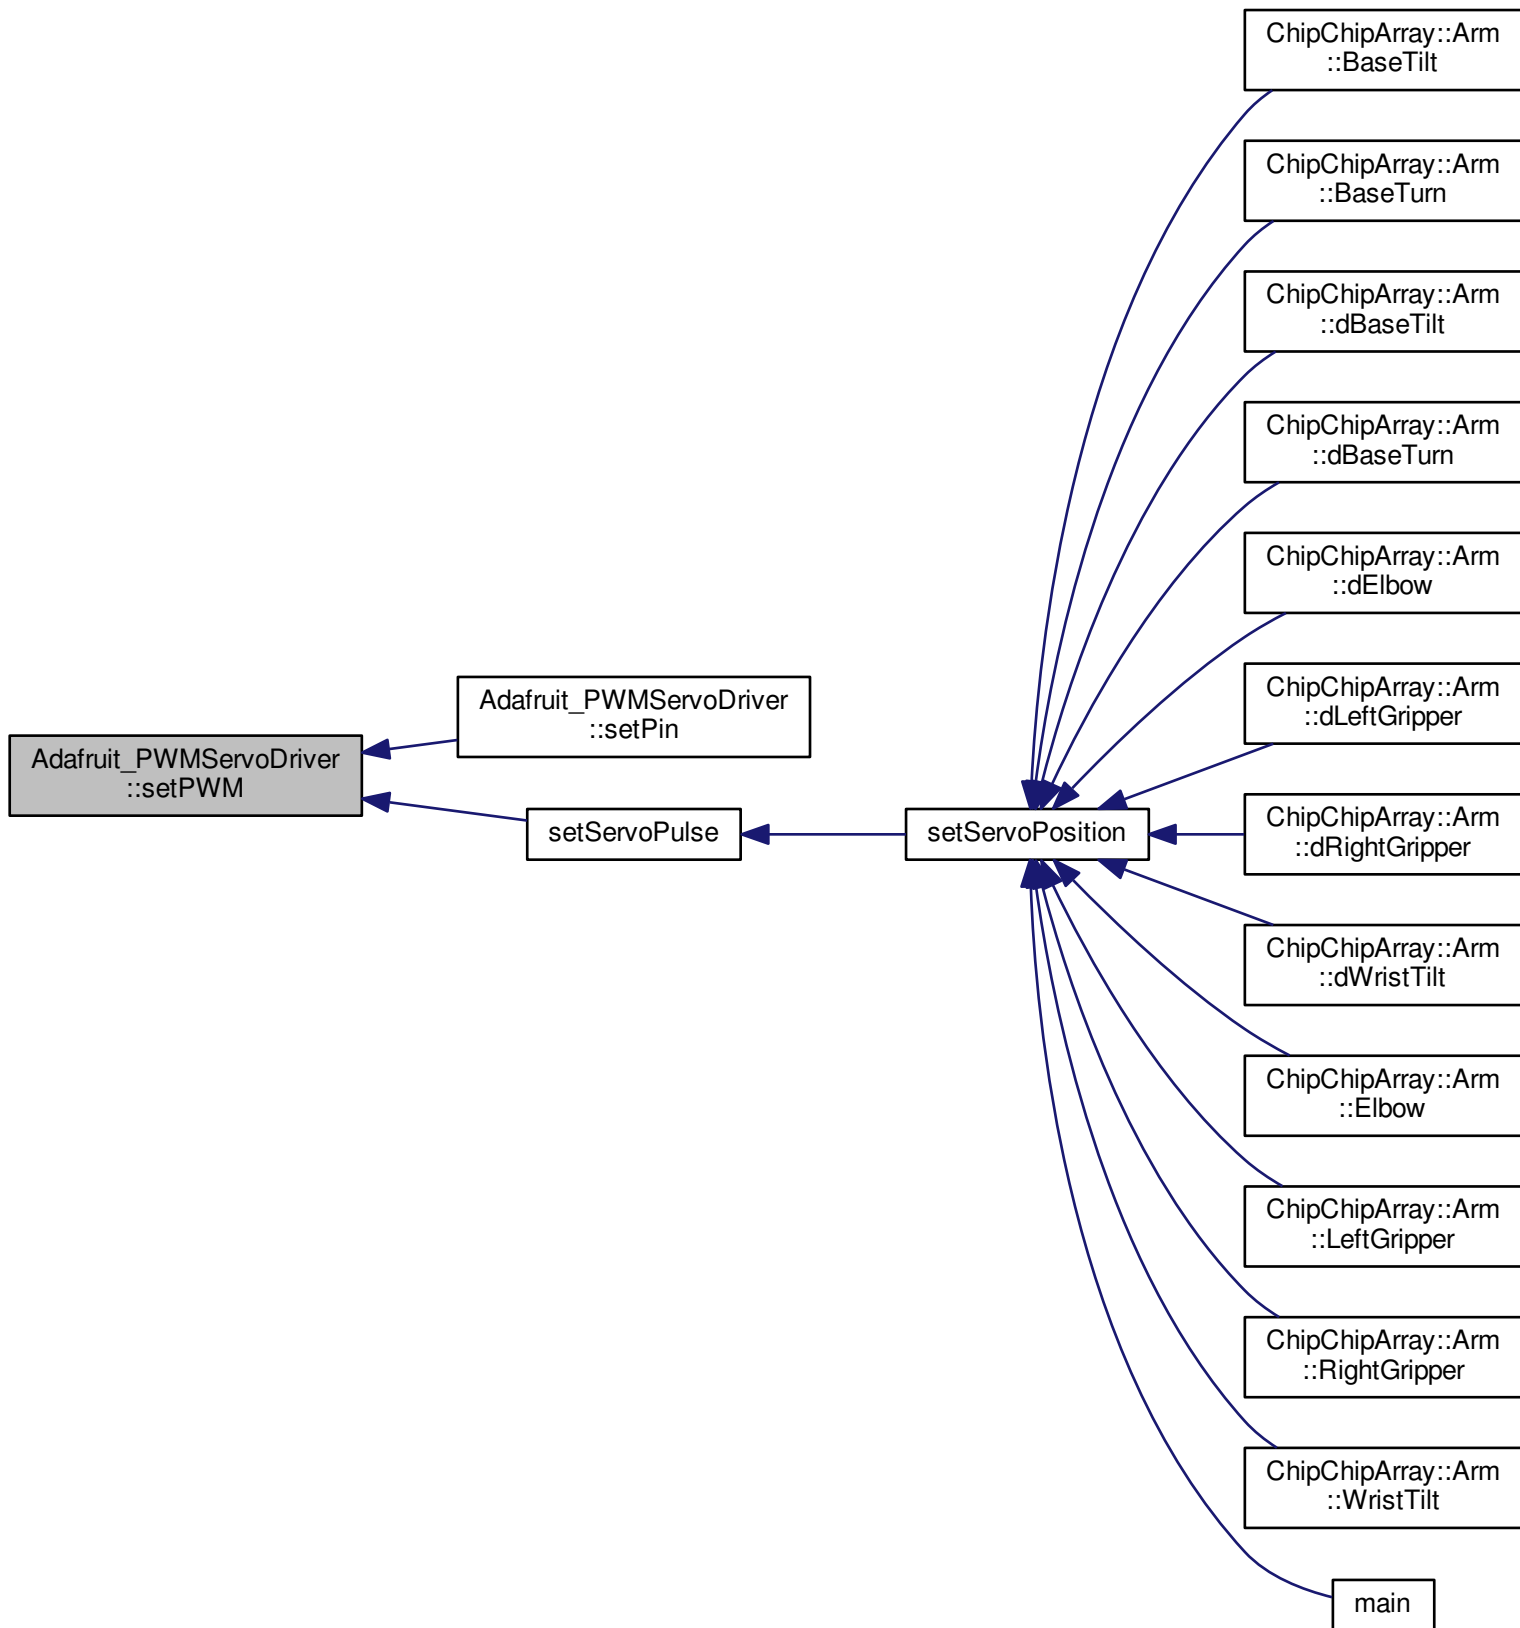 ChipChipArray::Arm
::BaseTilt
ChipChipArray::Arm
::BaseTurn
ChipChipArray::Arm
::dBaseTilt
ChipChipArray::Arm
::dBaseTurn
ChipChipArray::Arm
::dElbow
Adafruit_PWMServoDriver
::setPin
ChipChipArray::Arm
::dLeftGripper
Adafruit_PWMServoDriver
::setPWM
setServoPulse
setServoPosition
ChipChipArray::Arm
::dRightGripper
ChipChipArray::Arm
::dWristTilt
ChipChipArray::Arm
::Elbow
ChipChipArray::Arm
::LeftGripper
ChipChipArray::Arm
::RightGripper
ChipChipArray::Arm
::WristTilt
main